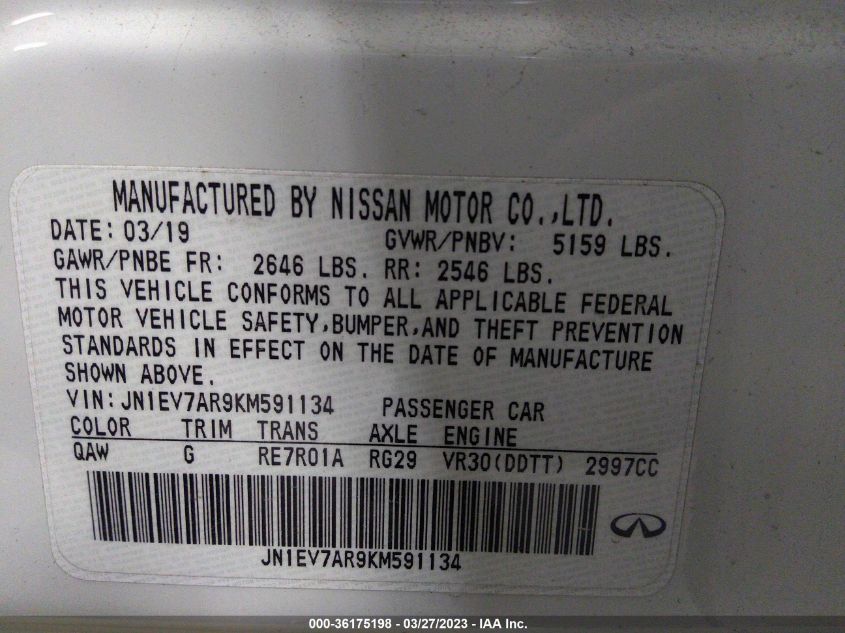 MANUFACTURED BY NISSAN MOTOR CO.,LTD.
DATE: 03/19 GVWR/PNBV: 5159 LBS.
GAWR/PNBE FR: 2646 LBS. RR: 2546 LBS.
THIS VEHICLE CONFORMS TO ALL APPLICABLE FEDERAL
MOTOR VEHICLE SAFETY,BUMPER,AND THEFT PREVENTION
STANDARDS IN EFFECT ON THE DATE OF MANUFACTURE
SHOWN ABOVE.
VIN: JN1EV7AR9KM591134 PASSENGER CAR
COLOR TRIM TRANS AXLE ENGINE
QAW G RE7R01A RG29 VR30(DDTT) 2997CC
JN1EV7AR9KM591134
000-36175198 - 03/27/2023 - IAA Inc.